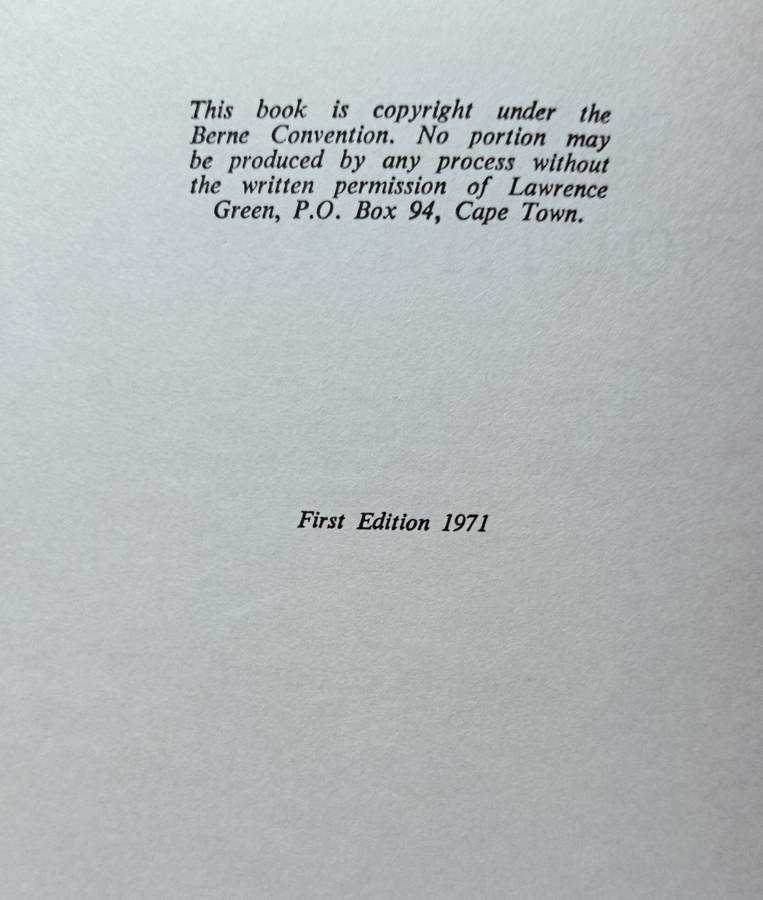 This book is copyright under the
Berne Convention. No portion may
be produced by any process without
the written permission of Lawrence
Green, P.O. Box 94, Cape Town.
First Edition 1971